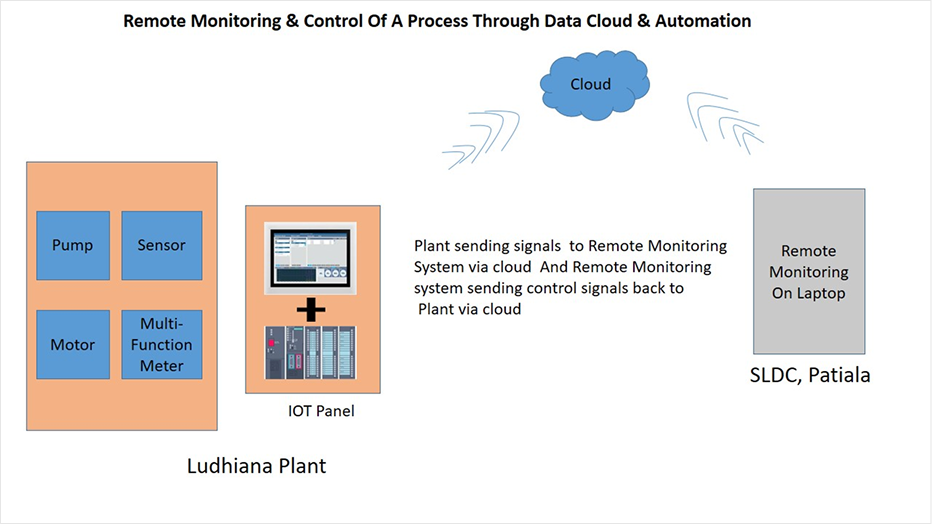 Remote Monitoring & Control Of A Process Through Data Cloud & Automation
Cloud
Pump
Sensor
Motor
Multi-
Function
Meter
IOT Panel
Ludhiana Plant
Plant sending signals  to Remote Monitoring
System via cloud  And Remote Monitoring
system sending control signals back to
Plant via cloud
Remote
Monitoring
On Laptop
SLDC, Patiala